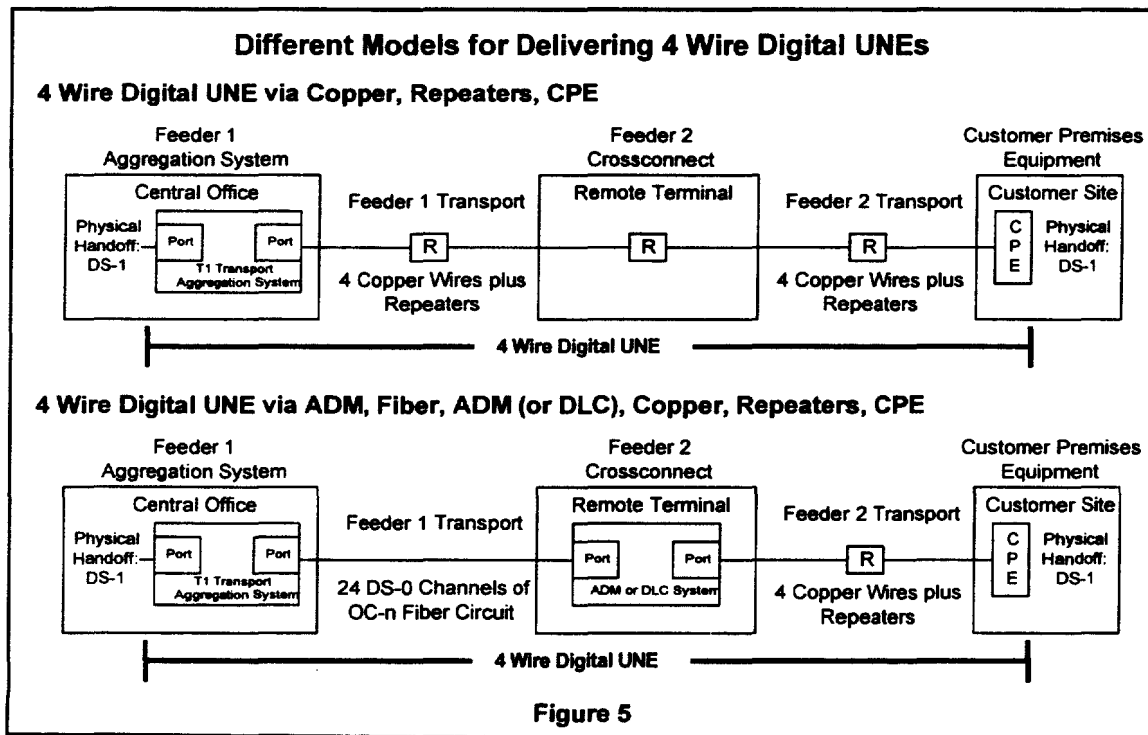 Different Models for Delivering 4 Wire Digital UNEs
4 Wire Digital UNE via Copper, Repeaters, CPE
Feeder 1
Aggregation System
Feeder 2
Crossconnect
Customer Premises
Equipment
Central Office
Physical
Handoff:
DS-1
Port
Port
T1 Transport
Aggregation System
Feeder 1 Transport
R
4 Copper Wires plus
Repeaters
Remote Terminal
R
Feeder 2 Transport
R
4 Copper Wires plus
Repeaters
Customer Site
C
P
E
Physical
Handoff:
DS-1
4 Wire Digital UNE
4 Wire Digital UNE via ADM, Fiber, ADM (or DLC), Copper, Repeaters, CPE
Feeder 1
Aggregation System
Feeder 2
Crossconnect
Customer Premises
Equipment
Central Office
Physical
Handoff:
DS-1
Port
Port
T1 Transport
Aggregation System
Feeder 1 Transport
24 DS-0 Channels of
OC-n Fiber Circuit
Remote Terminal
Port
Port
ADM or DLC System
Feeder 2 Transport
R
4 Copper Wires plus
Repeaters
Customer Site
C
P
E
Physical
Handoff:
DS-1
4 Wire Digital UNE
Figure 5